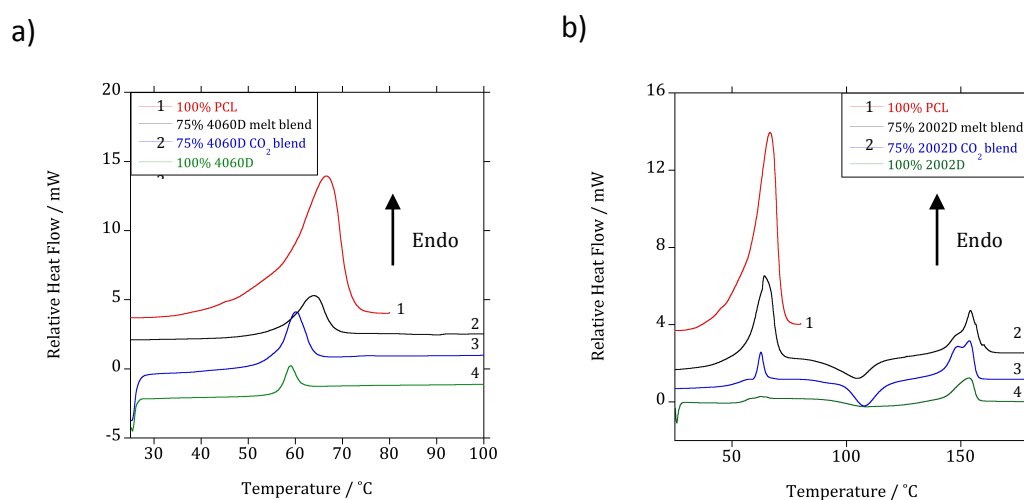 a)
20
15
10
5
0
-5
30 40 50 60 70 80 90 100
Relative Heat Flow / mW
Temperature / °C
1 100% PCL
75% 4060D melt blend
2 75% 4060D CO2 blend
100% 4060D
Endo
1
2
3
4
b)
16
12
8
4
0
50 100 150
Relative Heat Flow / mW
Temperature / °C
1 100% PCL
75% 2002D melt blend
2 75% 2002D CO2 blend
100% 2002D
Endo
1
2
3
4